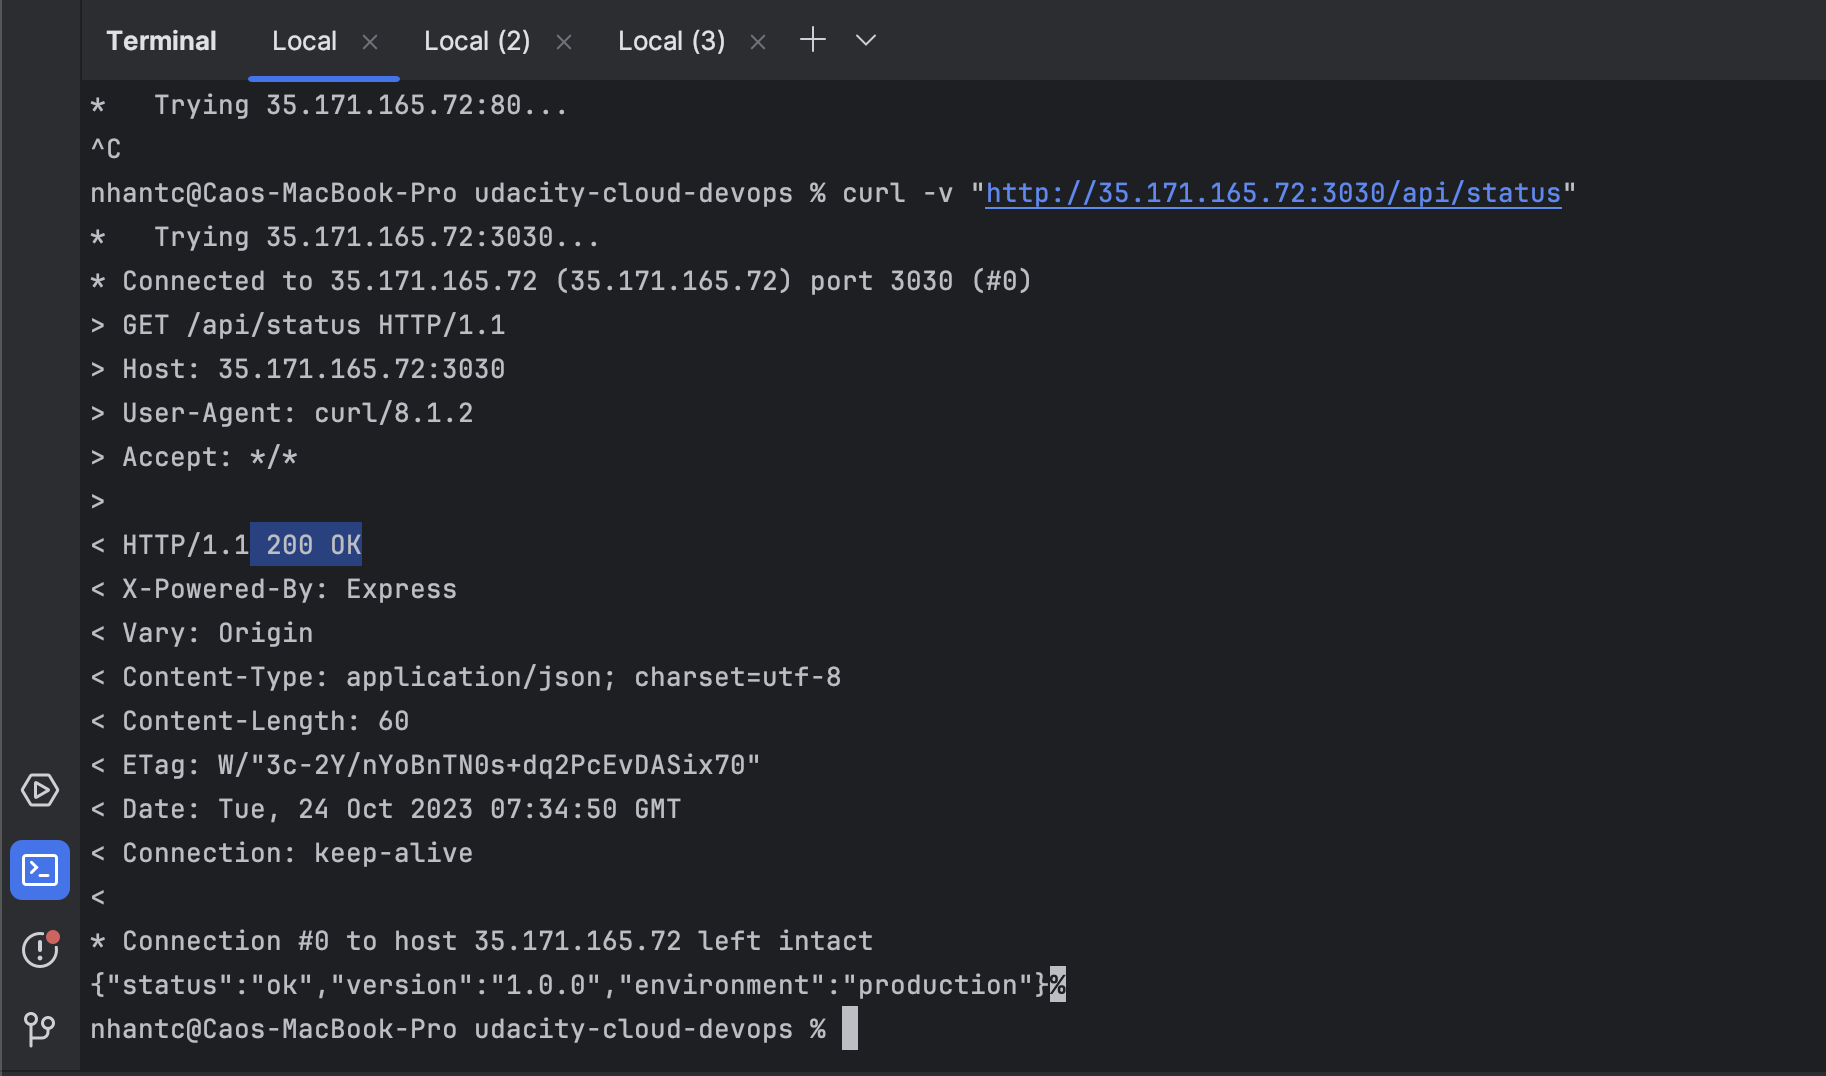 Terminal Local Local (2) Local (3)
*   Trying 35.171.165.72:80...
^C
nhantc@Caos-MacBook-Pro udacity-cloud-devops % curl -v "http://35.171.165.72:3030/api/status"
*   Trying 35.171.165.72:3030...
* Connected to 35.171.165.72 (35.171.165.72) port 3030 (#0)
> GET /api/status HTTP/1.1
> Host: 35.171.165.72:3030
> User-Agent: curl/8.1.2
> Accept: */*
>
< HTTP/1.1 200 OK
< X-Powered-By: Express
< Vary: Origin
< Content-Type: application/json; charset=utf-8
< Content-Length: 60
< ETag: W/"3c-2Y/nYoBnTN0s+dq2PcEvDASix70"
< Date: Tue, 24 Oct 2023 07:34:50 GMT
< Connection: keep-alive
<
* Connection #0 to host 35.171.165.72 left intact
{"status":"ok","version":"1.0.0","environment":"production"}%
nhantc@Caos-MacBook-Pro udacity-cloud-devops %